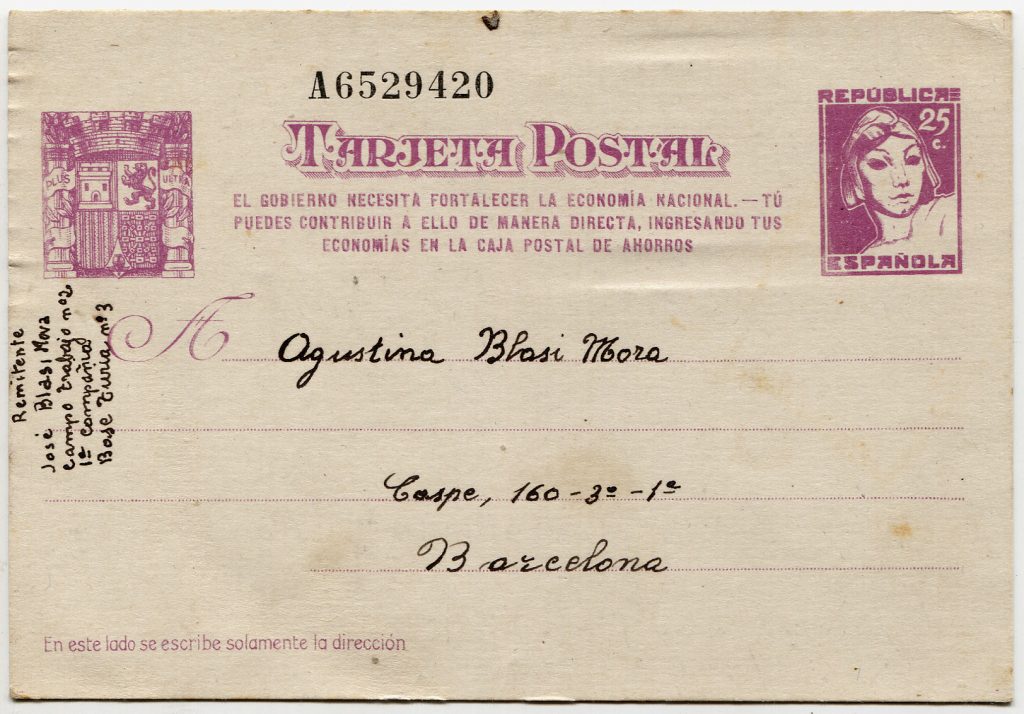 A6529420
TARJETA POSTAL
PLUS ULTRA
REPÚBLICA
25
c.
ESPAÑOLA
EL GOBIERNO NECESITA FORTALECER LA ECONOMÍA NACIONAL.—TÚ
PUEDES CONTRIBUIR Á ELLO DE MANERA DIRECTA, INGRESANDO TUS
ECONOMÍAS EN LA CAJA POSTAL DE AHORROS
A
Agustina Blasi Mora
Caspe, 160-3º-1ª
Barcelona
Remitente
José Blasi Mora
Campo trabajo nº2
1ª Compañia
Base Turia nº3
En este lado se escribe solamente la dirección